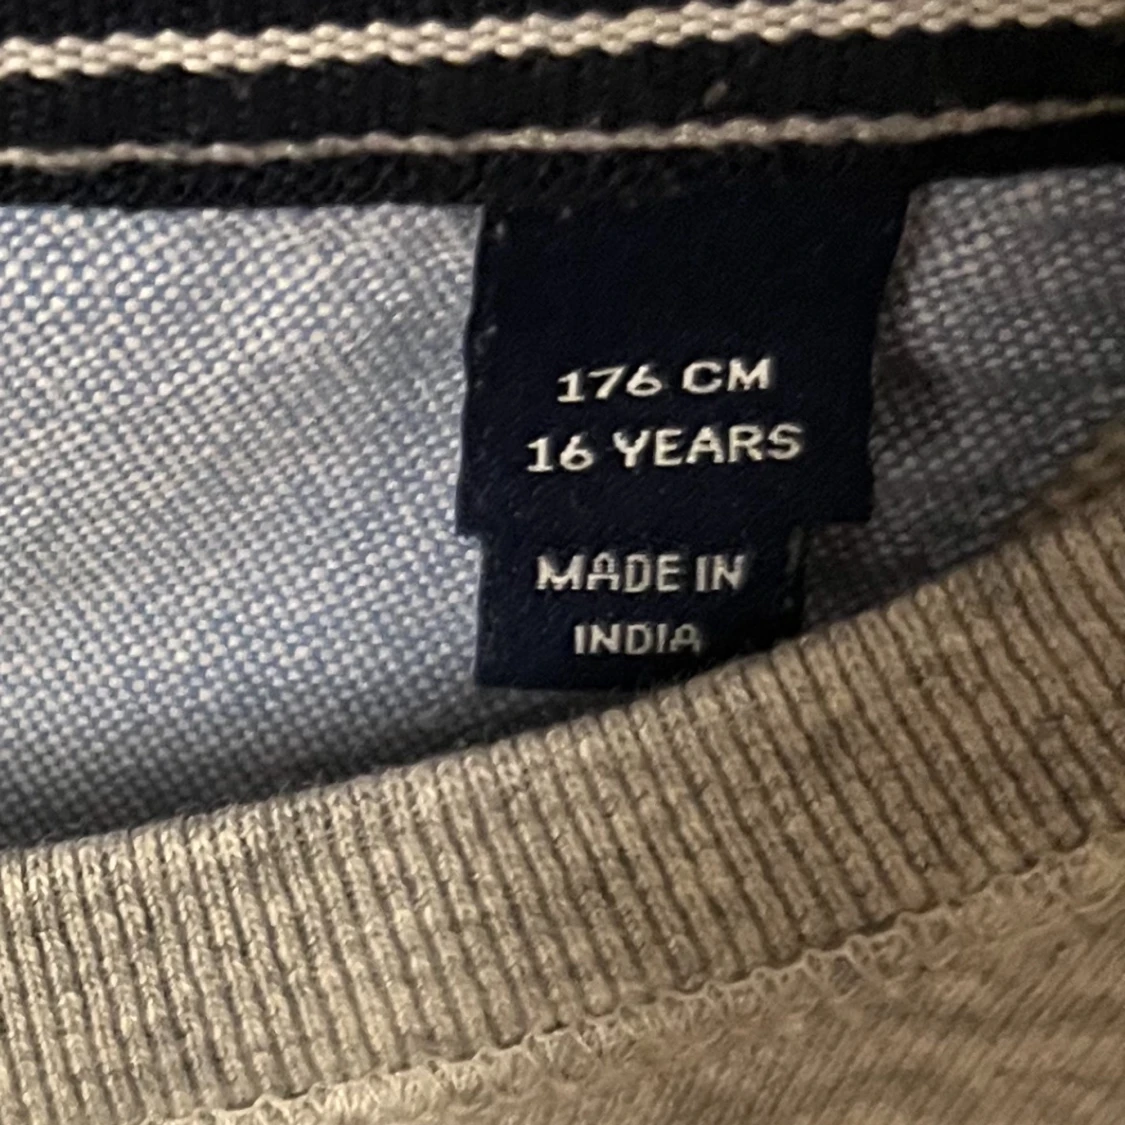 176 CM
16 YEARS
MADE IN
INDIA